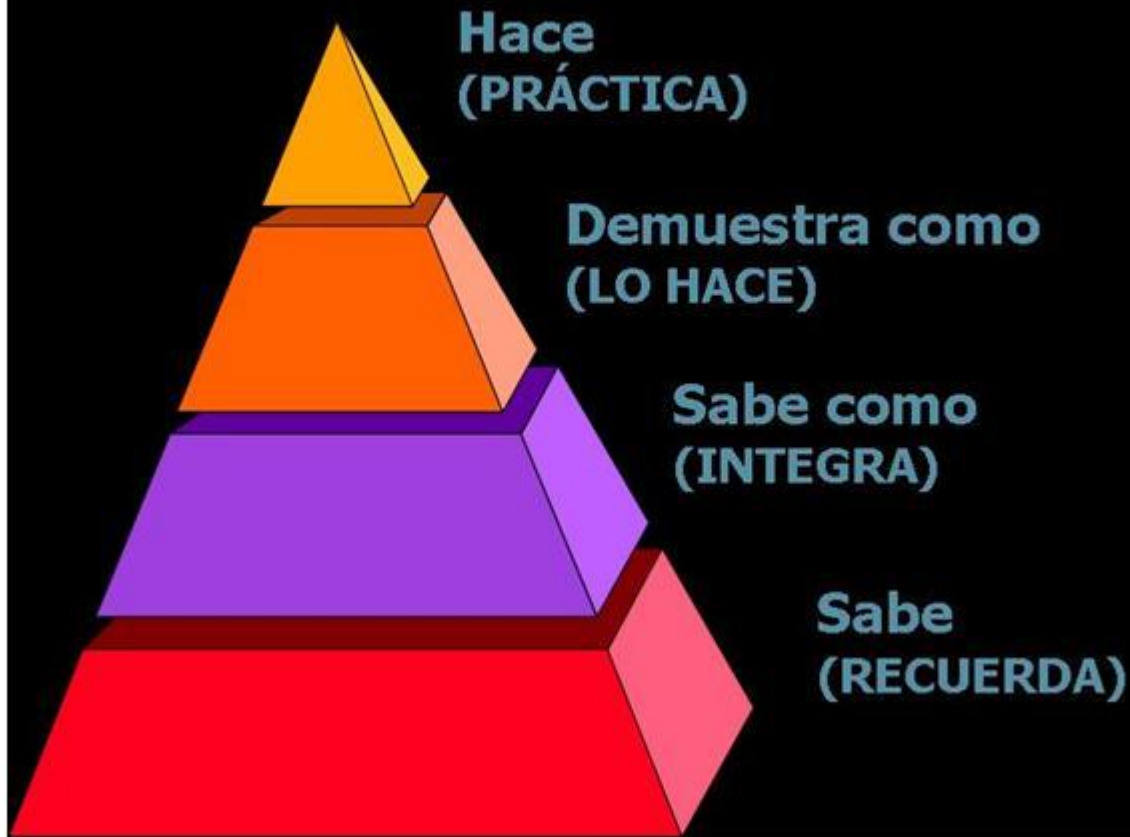 Hace
(PRÁCTICA)
Demuestra como
(LO HACE)
Sabe como
(INTEGRA)
Sabe
(RECUERDA)